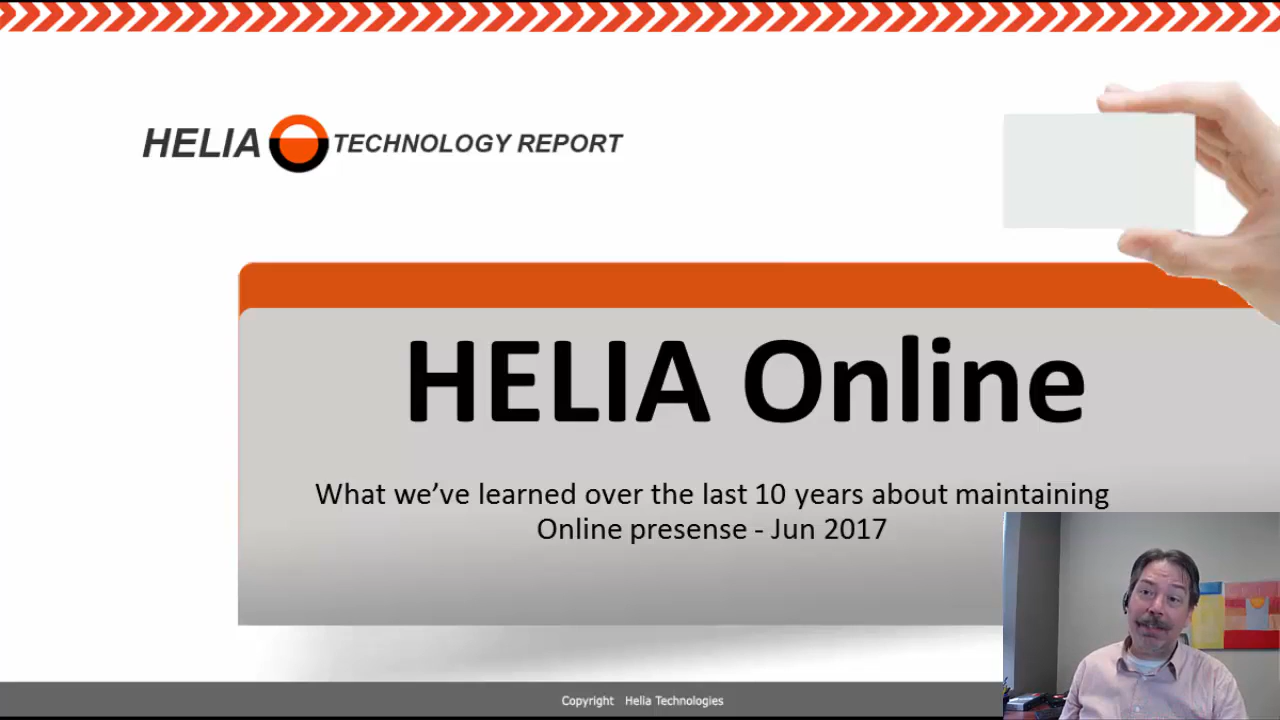 HELIA TECHNOLOGY REPORT
HELIA Online
What we’ve learned over the last 10 years about maintaining
Online presense - Jun 2017
Copyright Helia Technologies